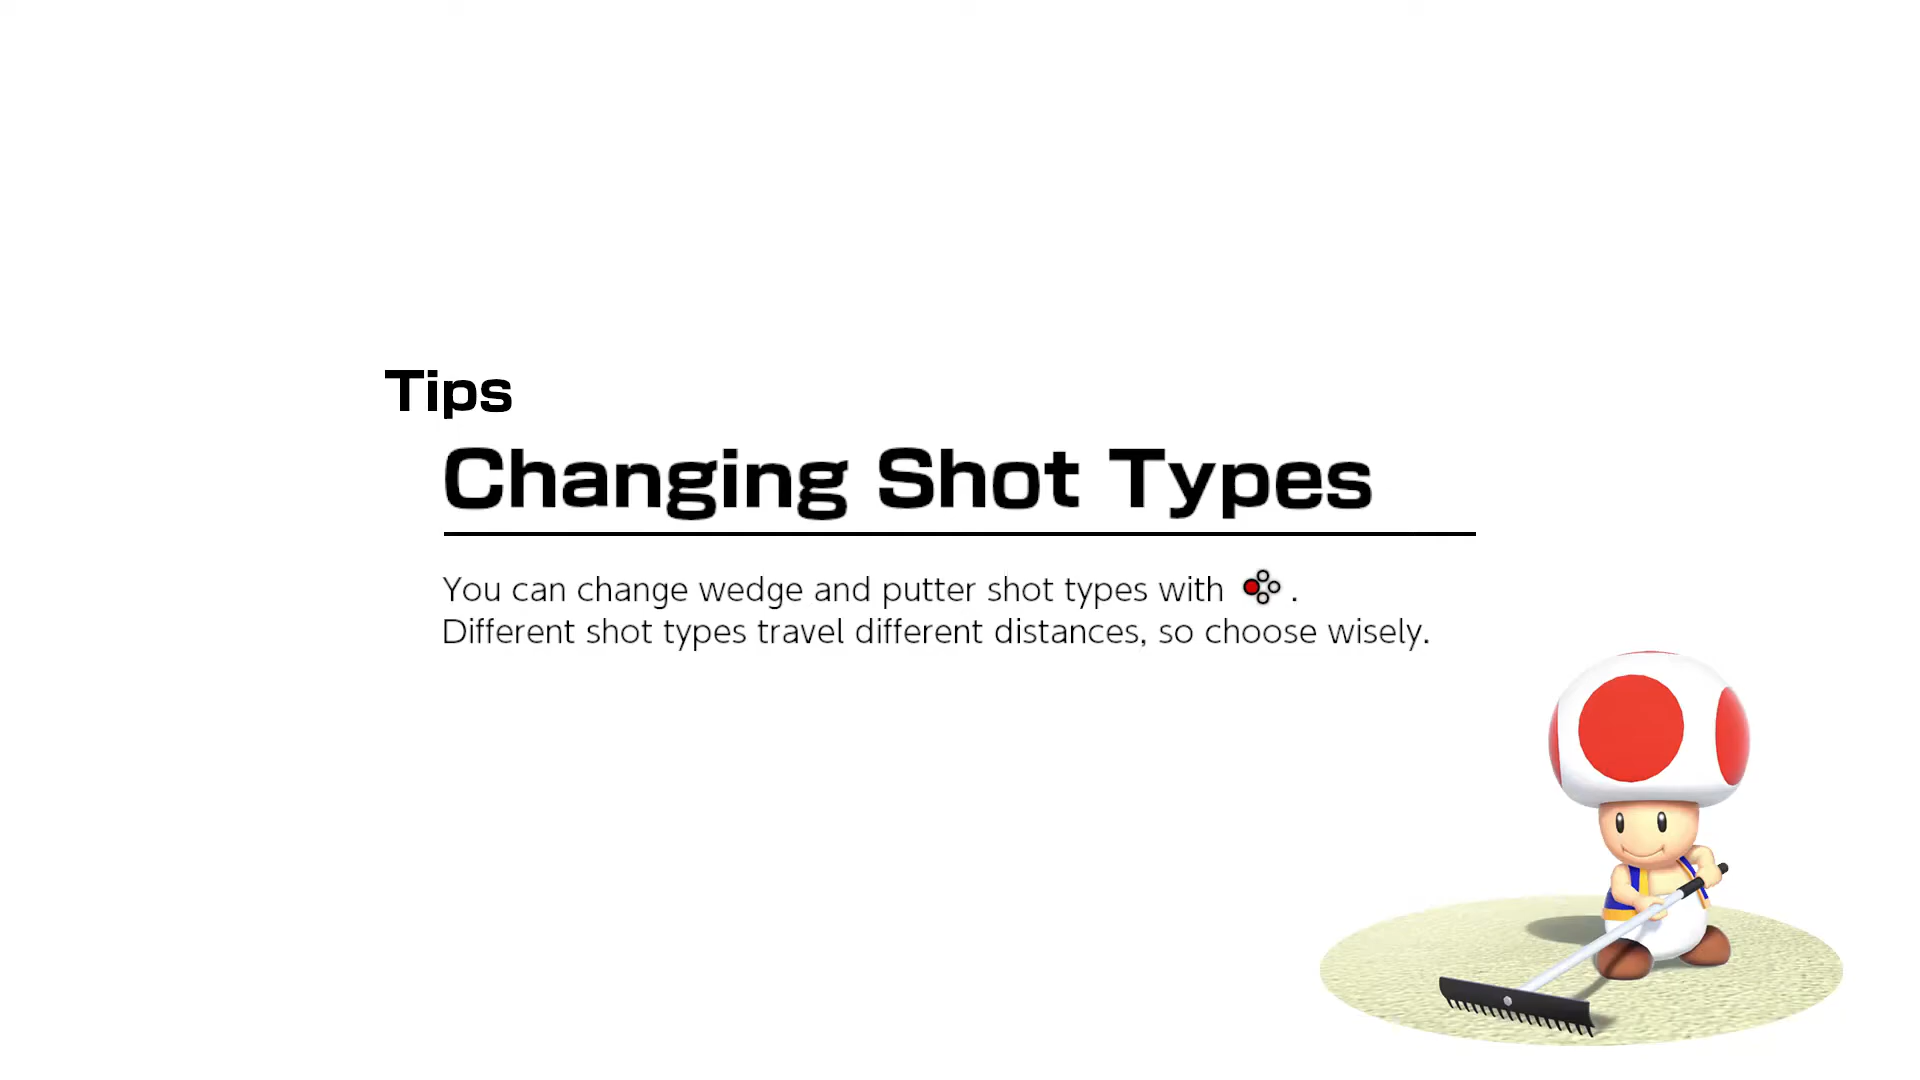 Tips
Changing Shot Types
You can change wedge and putter shot types with .
Different shot types travel different distances, so choose wisely.